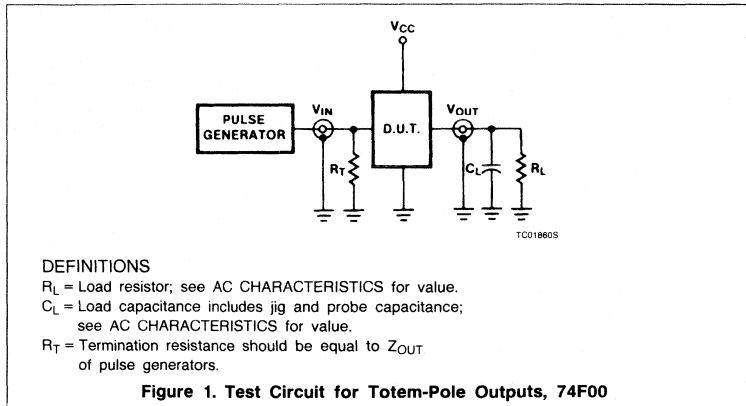 VCC
PULSE
GENERATOR
VIN
D.U.T.
VOUT
RT
CL
RL
TC01860S
DEFINITIONS
RL = Load resistor; see AC CHARACTERISTICS for value.
CL = Load capacitance includes jig and probe capacitance;
see AC CHARACTERISTICS for value.
RT = Termination resistance should be equal to ZOUT
of pulse generators.
Figure 1. Test Circuit for Totem-Pole Outputs, 74F00